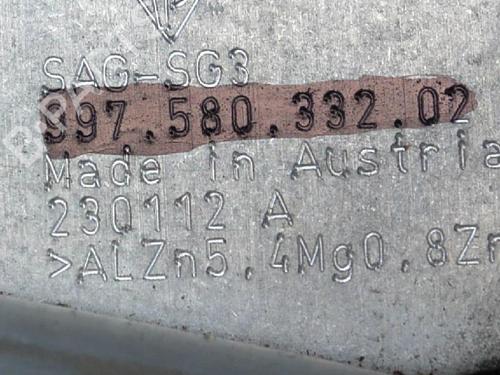 SAG-SG3
997.580.332.02
Made in Austria
230112 A
>ALZn5,4Mg0,8Zr